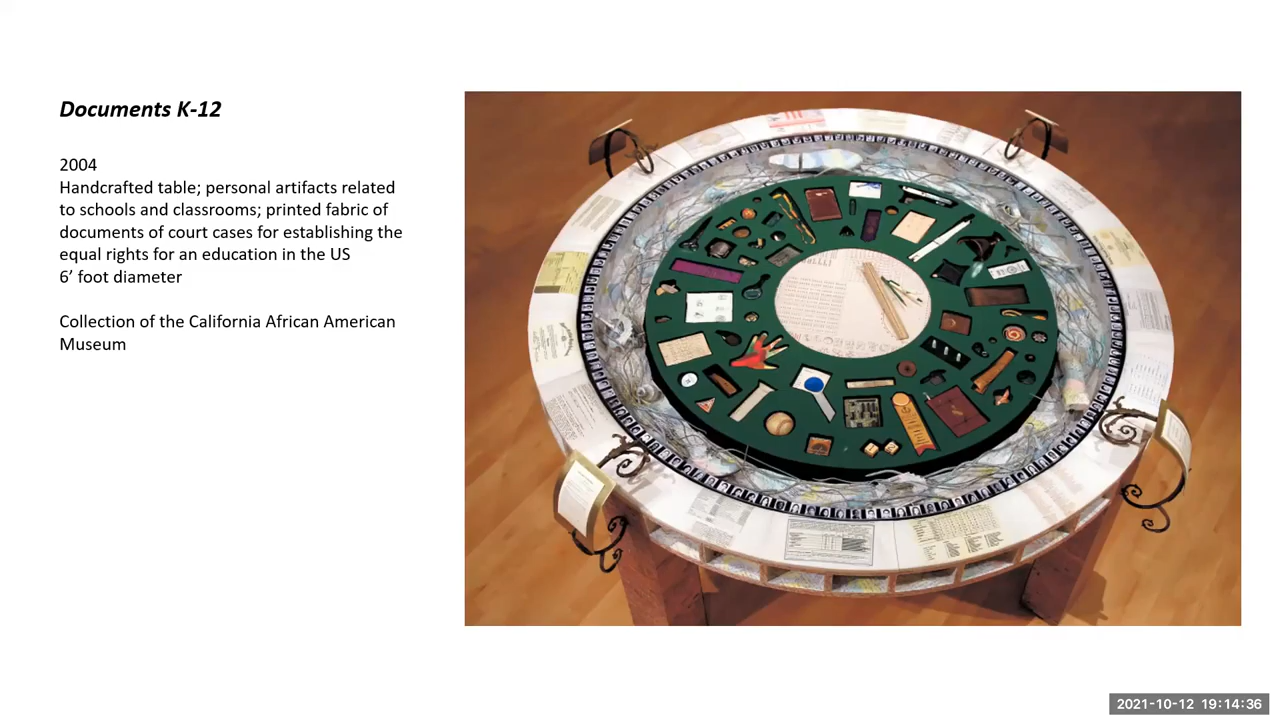 Documents K-12
2004
Handcrafted table; personal artifacts related
to schools and classrooms; printed fabric of
documents of court cases for establishing the
equal rights for an education in the US
6’ foot diameter
Collection of the California African American
Museum
2021-10-12 19:14:36